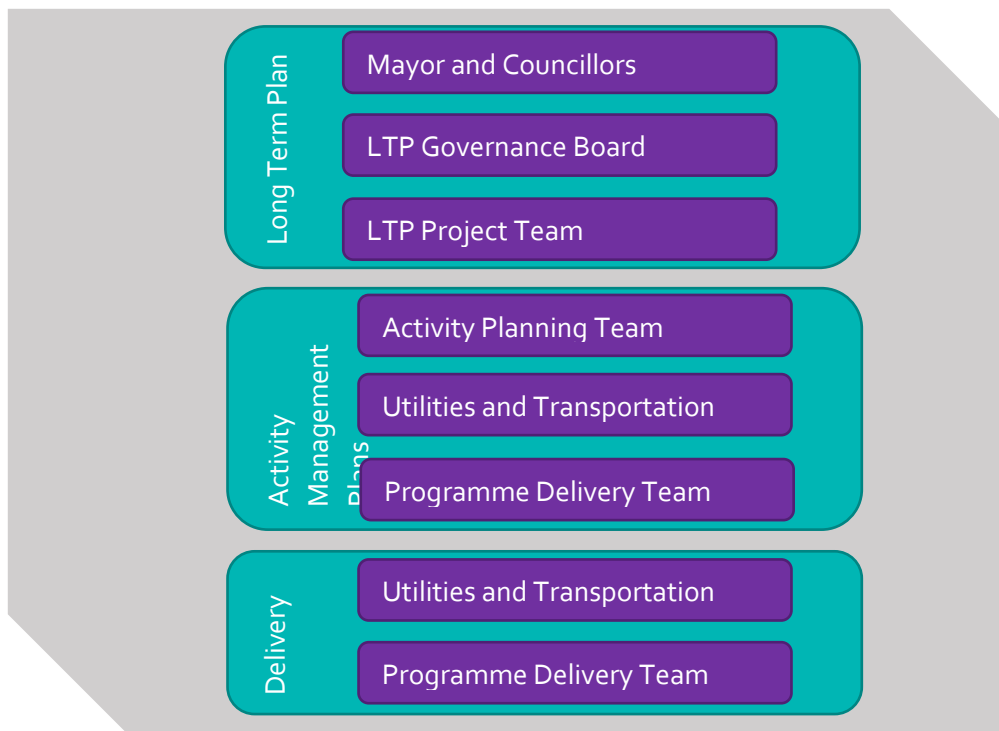 Long Term Plan
Mayor and Councillors
LTP Governance Board
LTP Project Team
Activity
Management
Plans
Activity Planning Team
Utilities and Transportation
Programme Delivery Team
Delivery
Utilities and Transportation
Programme Delivery Team